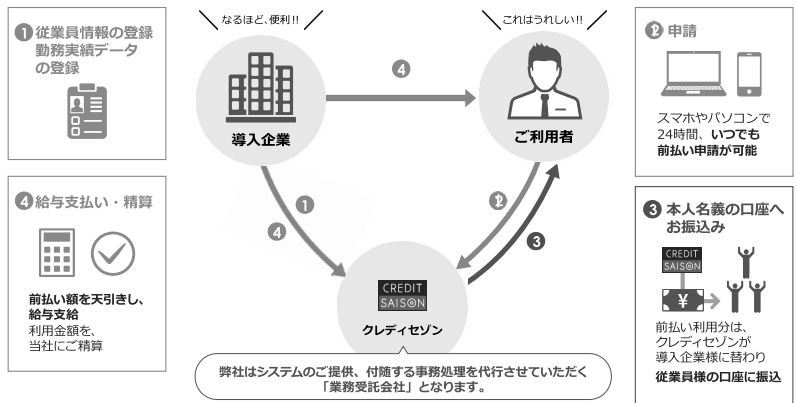 ❶従業員情報の登録
勤務実績データ
の登録
なるほど、便利!!
導入企業
❹
これはうれしい!!
ご利用者
❷申請
スマホやパソコンで
24時間、いつでも
前払い申請が可能
❹給与支払い・精算
前払い額を天引きし、
給与支給
利用金額を、
当社にご精算
❶
❹
❷
❸
CREDIT
SAISON
クレディセゾン
弊社はシステムのご提供、付随する事務処理を代行させていただく
「業務受託会社」となります。
❸本人名義の口座へ
お振込み
CREDIT
SAISON
¥
前払い利用分は、
クレディセゾンが
導入企業様に替わり
従業員様の口座に振込